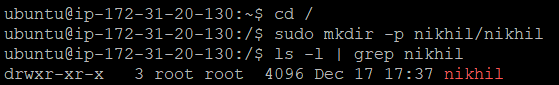 ubuntu@ip-172-31-20-130:~$ cd /
ubuntu@ip-172-31-20-130:/$ sudo mkdir -p nikhil/nikhil
ubuntu@ip-172-31-20-130:/$ ls -l | grep nikhil
drwxr-xr-x   3 root root  4096 Dec 17 17:37 nikhil